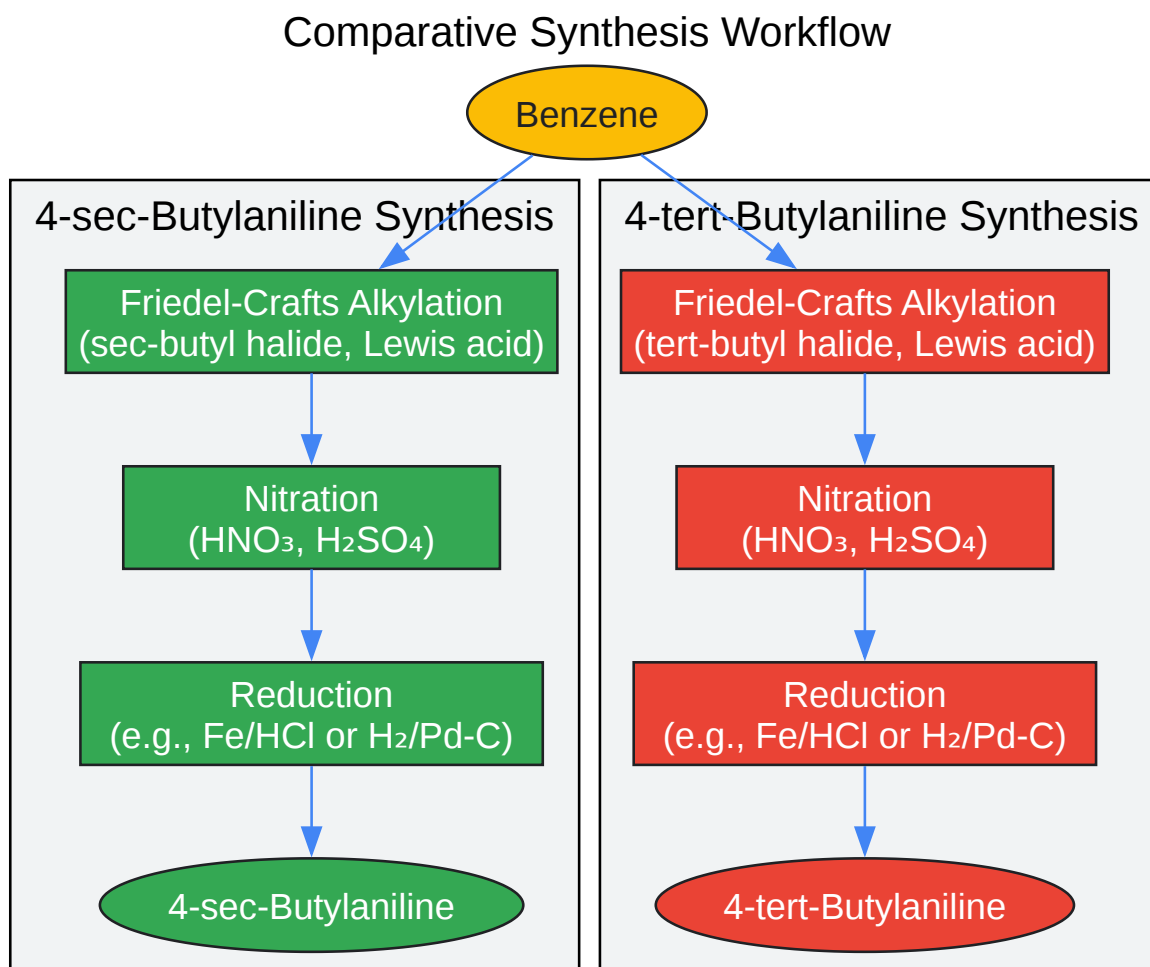 Comparative Synthesis Workflow
Benzene
4-sec-Butylaniline Synthesis
Friedel-Crafts Alkylation
(sec-butyl halide, Lewis acid)
Nitration
(HNO₃, H₂SO₄)
Reduction
(e.g., Fe/HCl or H₂/Pd-C)
4-sec-Butylaniline
4-tert-Butylaniline Synthesis
Friedel-Crafts Alkylation
(tert-butyl halide, Lewis acid)
Nitration
(HNO₃, H₂SO₄)
Reduction
(e.g., Fe/HCl or H₂/Pd-C)
4-tert-Butylaniline